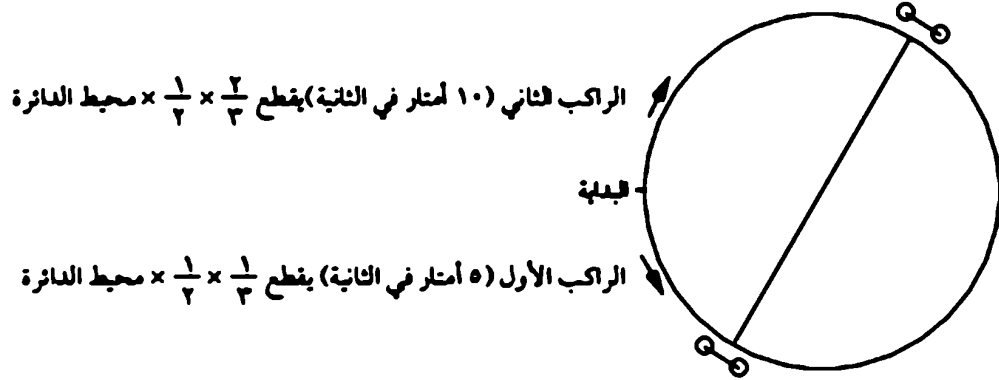 الراكب الثاني (١٠ أمتار في الثانية)يقطع ٢/٣ × ١/٢ × محيط الدائرة
البداية
الراكب الأول (٥ أمتار في الثانية) يقطع ١/٣ × ١/٢ × محيط الدائرة